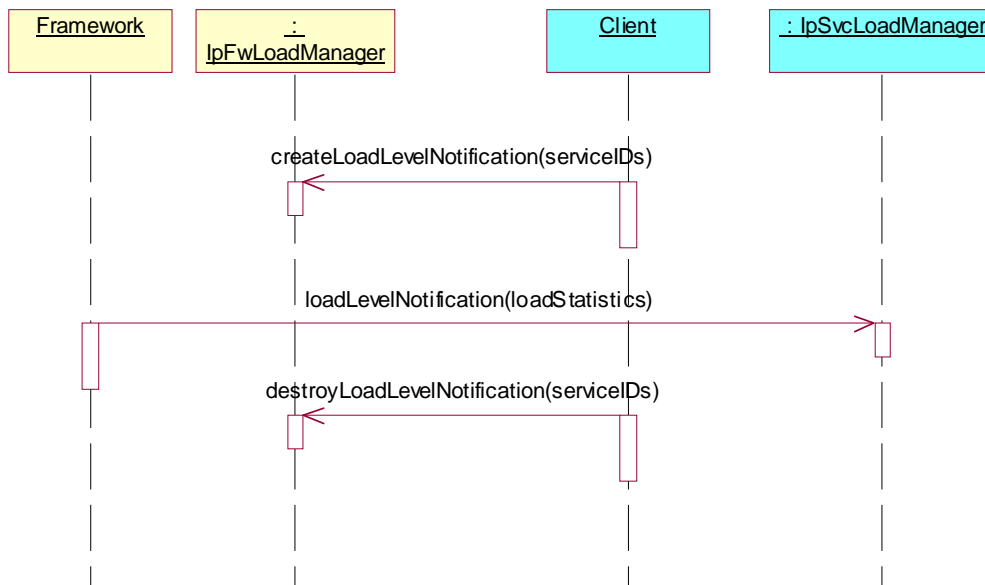 Framework
:
IpFwLoadManager
Client
: IpSvcLoadManager
createLoadLevelNotification(serviceIDs)
loadLevelNotification(loadStatistics)
destroyLoadLevelNotification(serviceIDs)